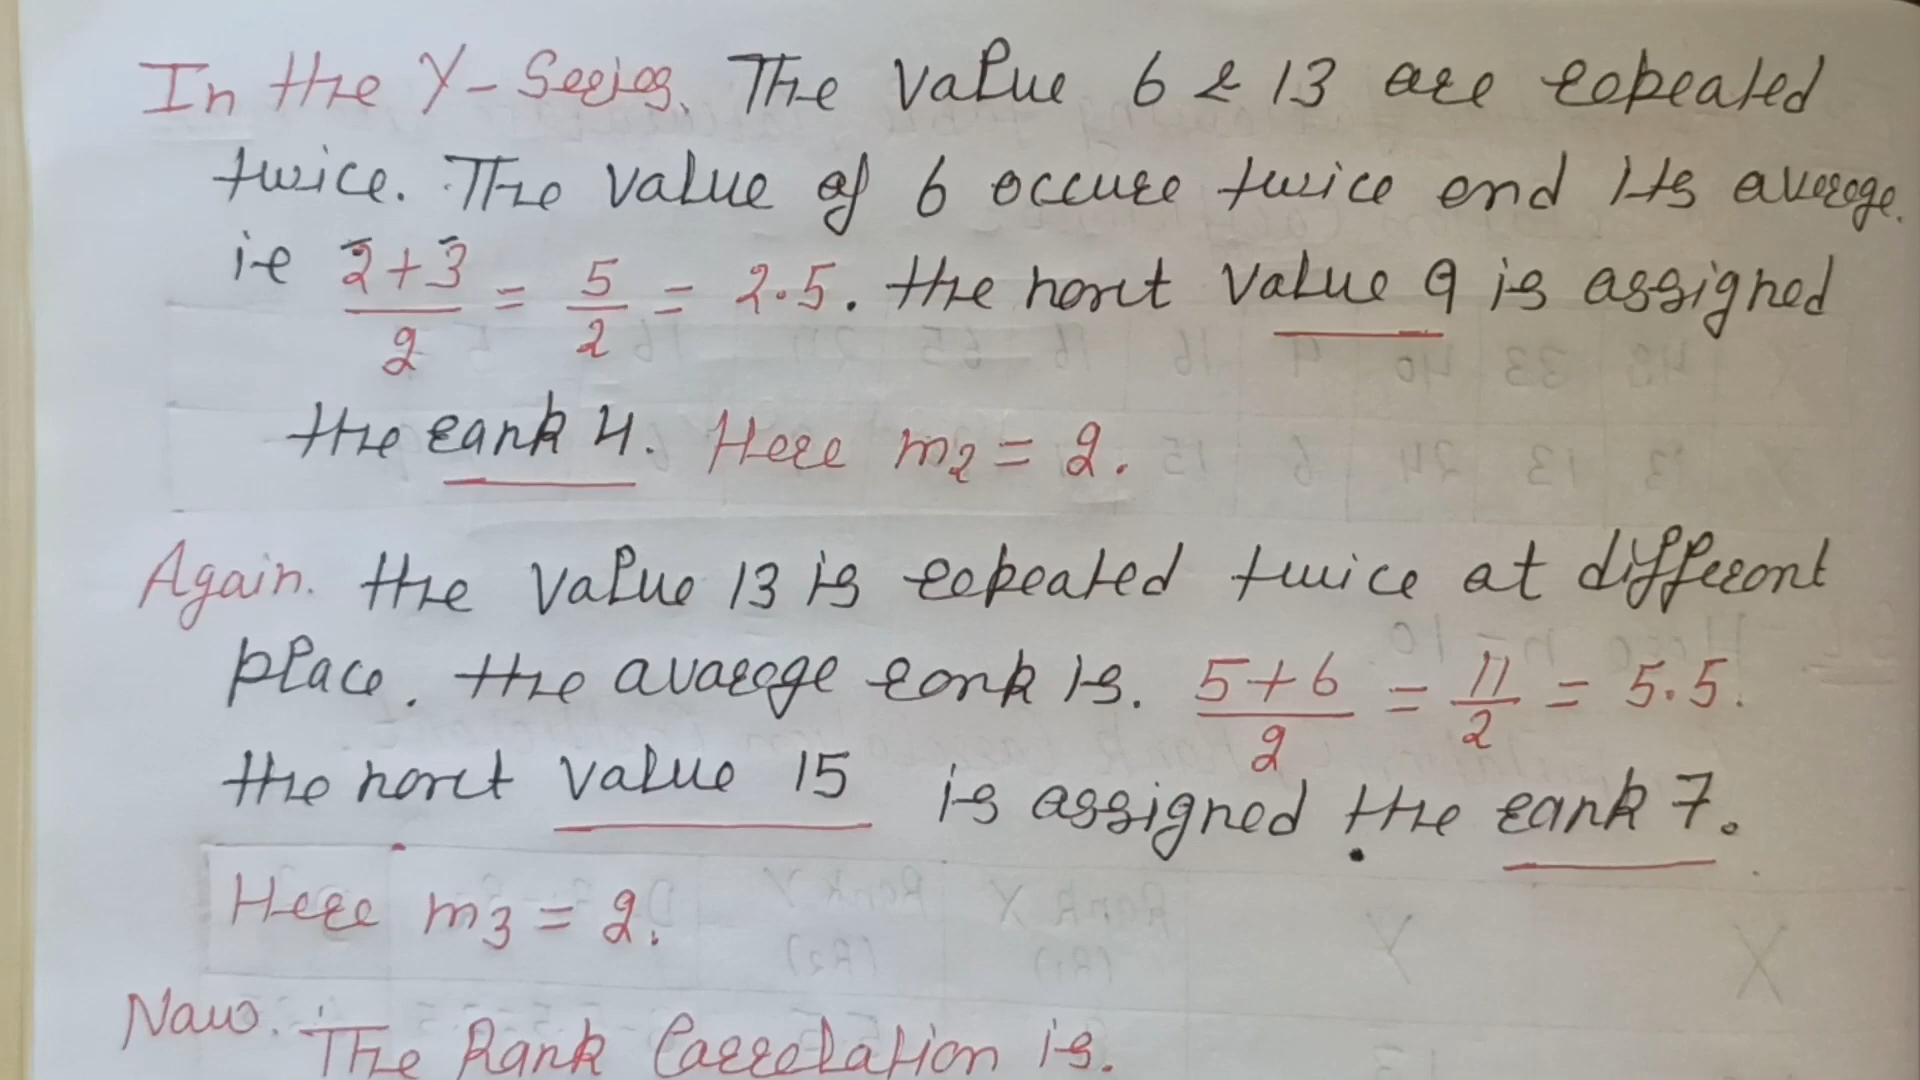 In the Y-Series. The value 6 & 13 are repeated
twice. The value of 6 occure twice end its average.
i-e 2+3/2 = 5/2 = 2.5. the next value 9 is assigned
the rank 4. Here m2 = 2.
Again. the value 13 is repeated twice at different
place. the avarage rank is. 5+6/2 = 11/2 = 5.5.
the next value 15 is assigned the rank 7.
Here m3 = 2.
Now. The Rank Correlation is.